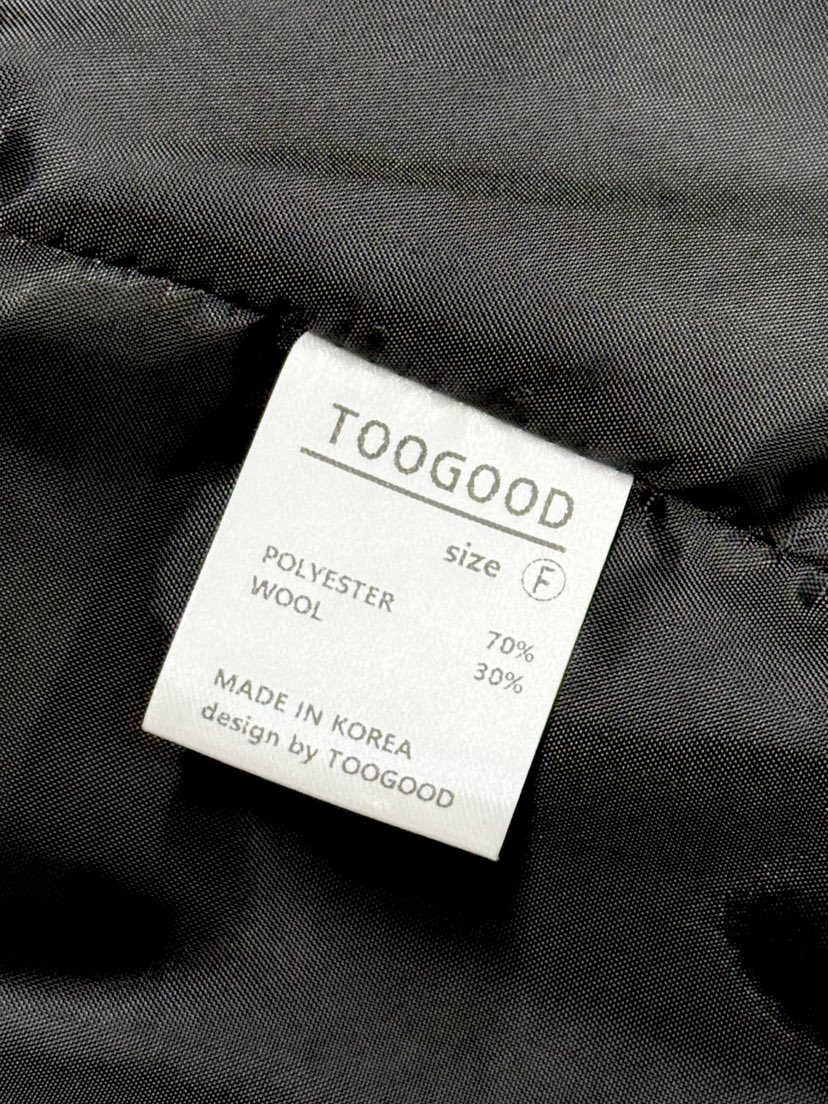 TOOGOOD
size F
POLYESTER 70%
WOOL 30%
MADE IN KOREA
design by TOOGOOD